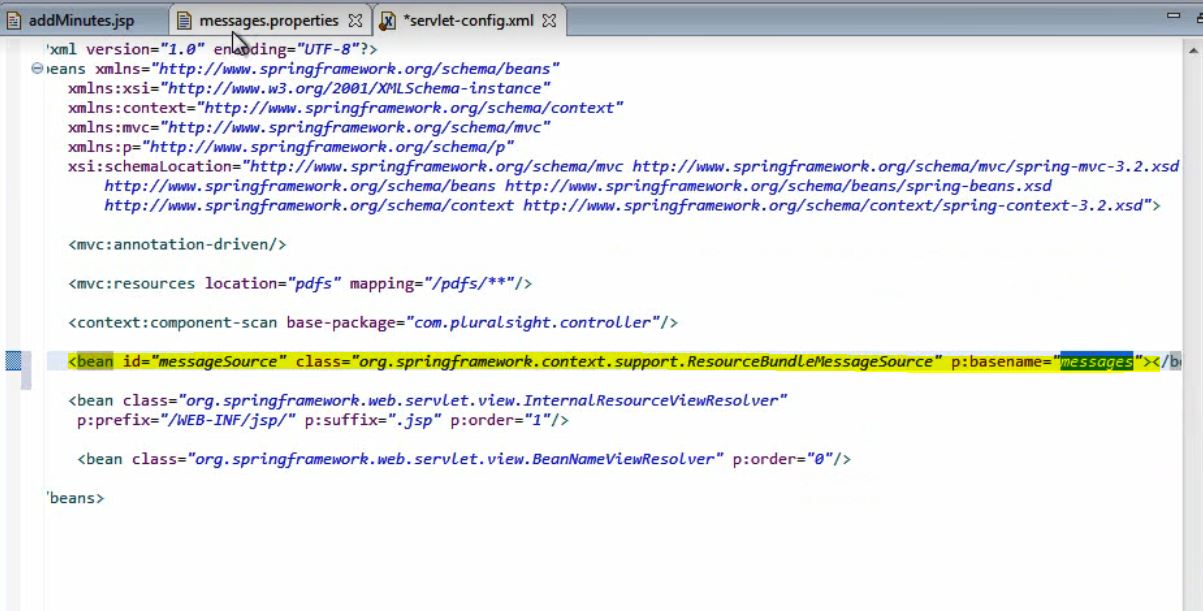 addMinutes.jsp messages.properties *servlet-config.xml
xml version="1.0" encoding="UTF-8"?>
eans xmlns="http://www.springframework.org/schema/beans"
xmlns:xsi="http://www.w3.org/2001/XMLSchema-instance"
xmlns:context="http://www.springframework.org/schema/context"
xmlns:mvc="http://www.springframework.org/schema/mvc"
xmlns:p="http://www.springframework.org/schema/p"
xsi:schemaLocation="http://www.springframework.org/schema/mvc http://www.springframework.org/schema/mvc/spring-mvc-3.2.xsd
http://www.springframework.org/schema/beans http://www.springframework.org/schema/beans/spring-beans.xsd
http://www.springframework.org/schema/context http://www.springframework.org/schema/context/spring-context-3.2.xsd">
<mvc:annotation-driven/>
<mvc:resources location="pdfs" mapping="/pdfs/**"/>
<context:component-scan base-package="com.pluralsight.controller"/>
<bean id="messageSource" class="org.springframework.context.support.ResourceBundleMessageSource" p:basename="messages"></b
<bean class="org.springframework.web.servlet.view.InternalResourceViewResolver"
p:prefix="/WEB-INF/jsp/" p:suffix=".jsp" p:order="1"/>
<bean class="org.springframework.web.servlet.view.BeanNameViewResolver" p:order="0"/>
/beans>